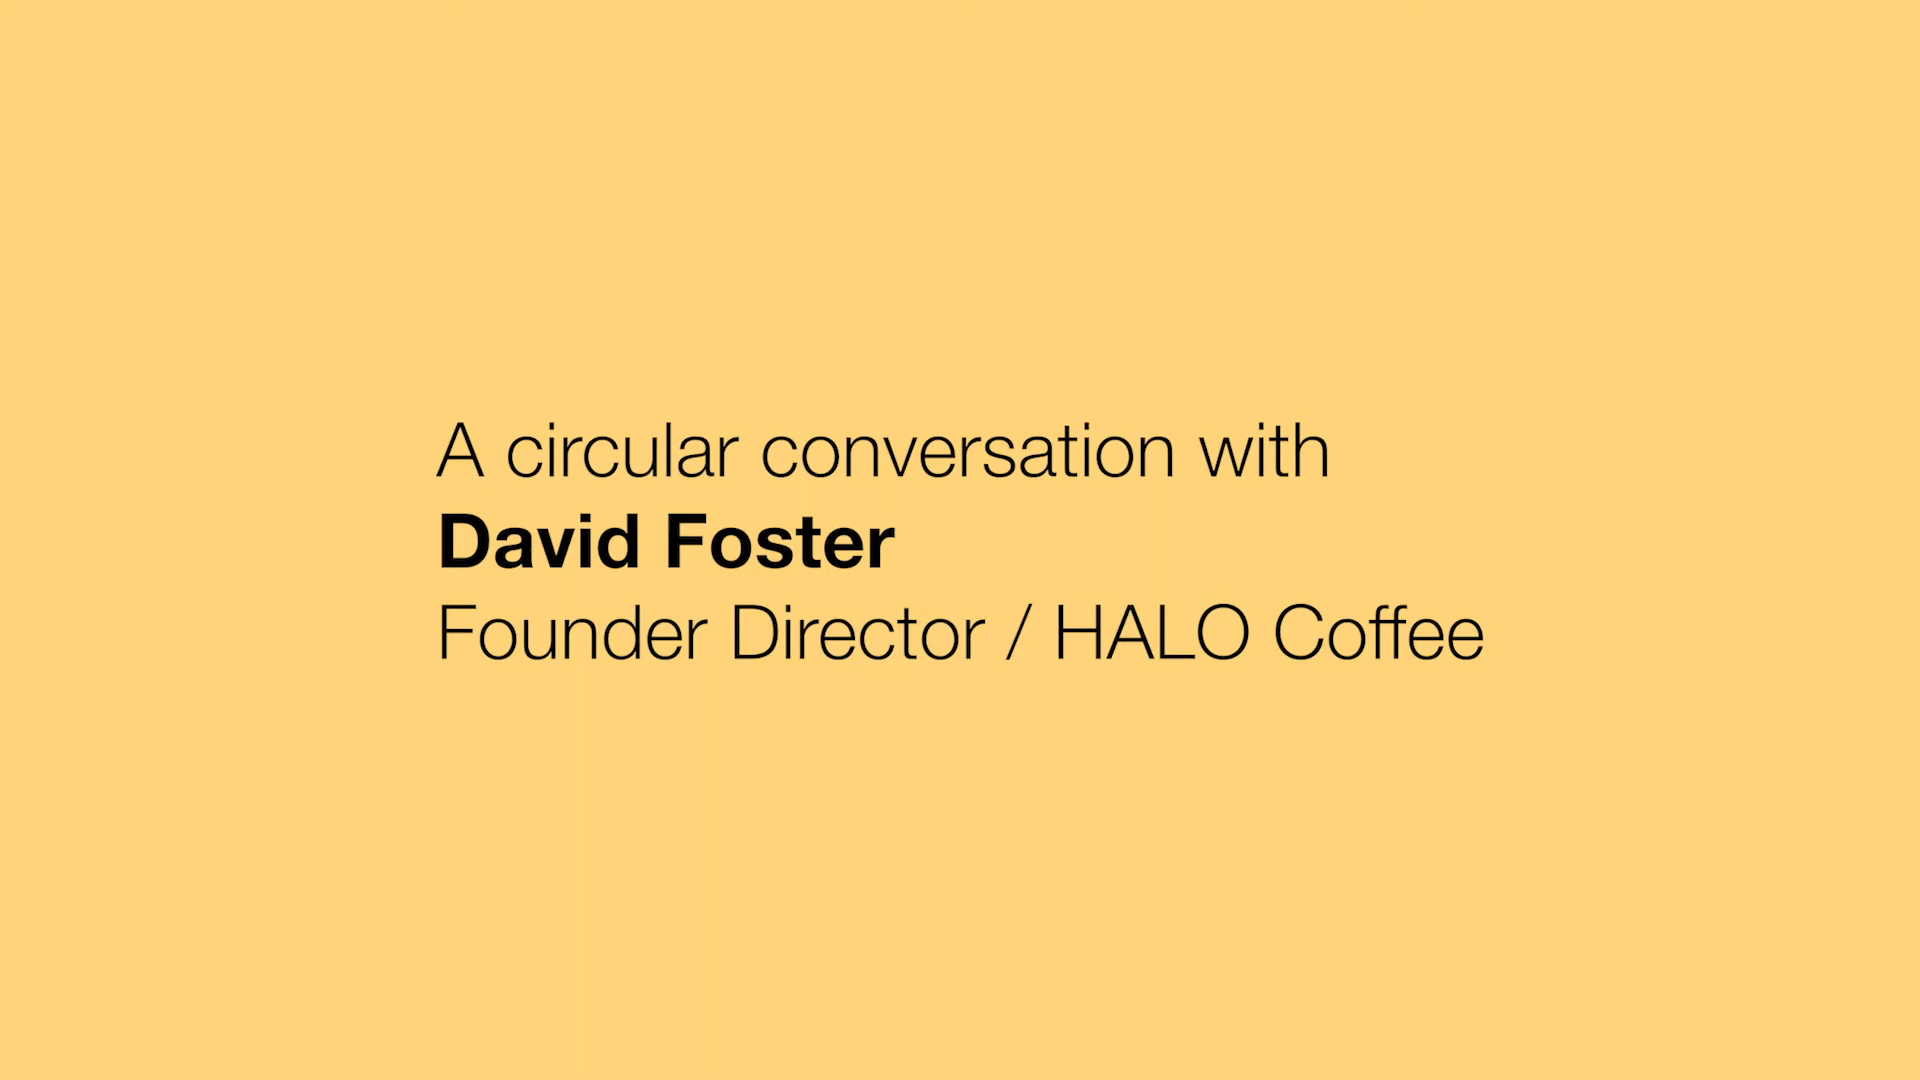 A circular conversation with
David Foster
Founder Director / HALO Coffee